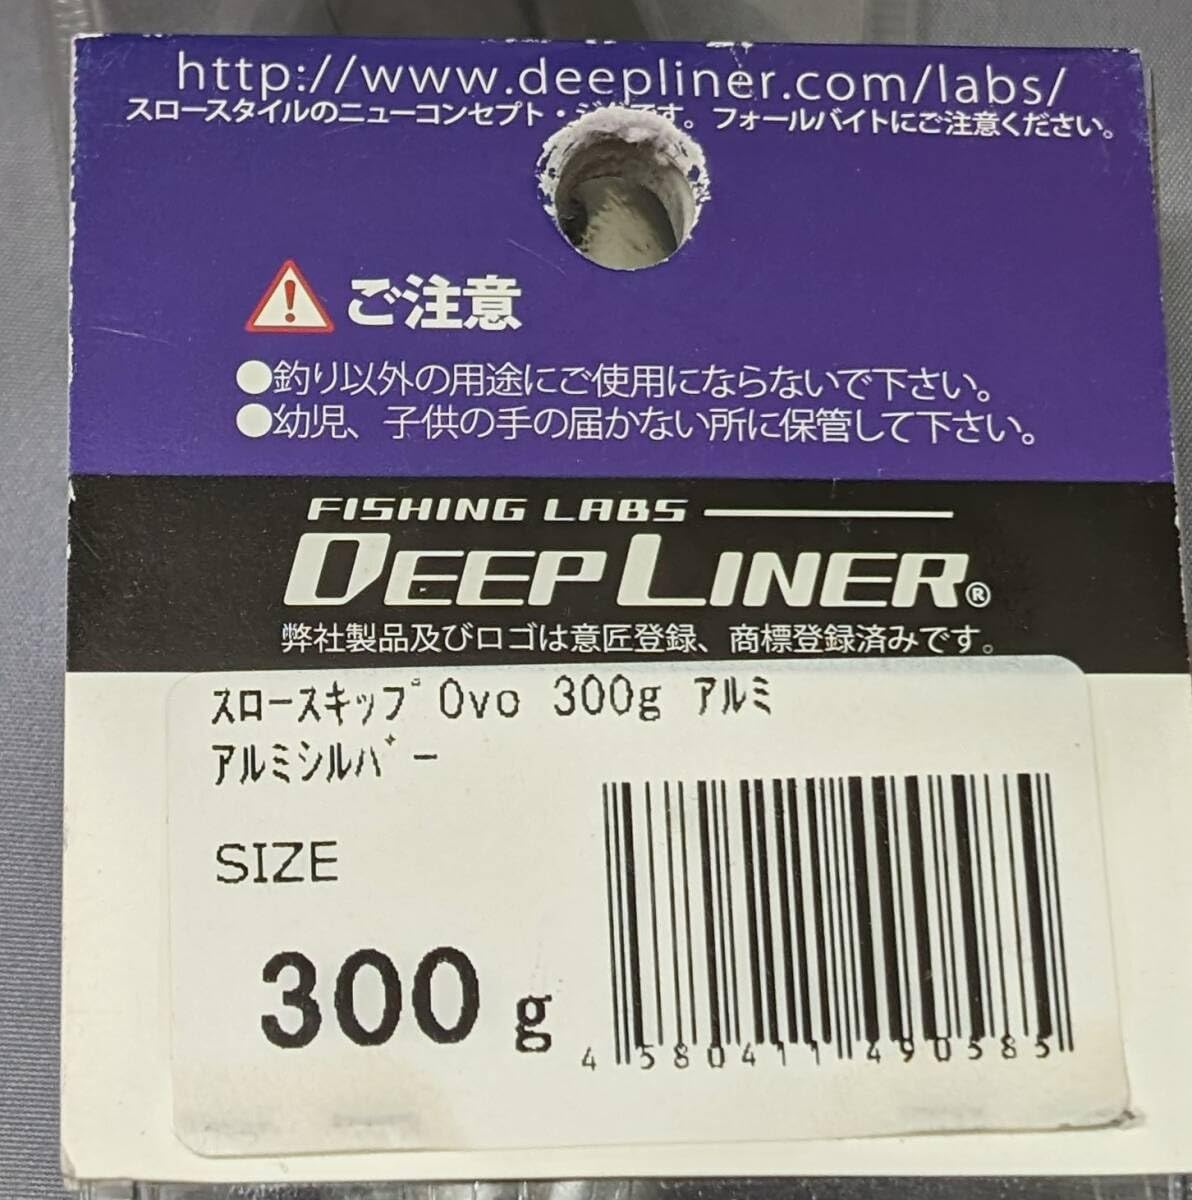 http://www.deepliner.com/labs/
スロースタイルのニューコンセプト・ジグです。フォールバイトにご注意ください。
ご注意
●釣り以外の用途にご使用にならないで下さい。
●幼児、子供の手の届かない所に保管して下さい。
FISHING LABS
DEEPLINER®
弊社製品及びロゴは意匠登録、商標登録済みです。
ｽﾛｰｽｷｯﾌﾟOvo 300g ｱﾙﾐ
ｱﾙﾐｼﾙﾊﾞｰ
SIZE
300 g
4580411490585